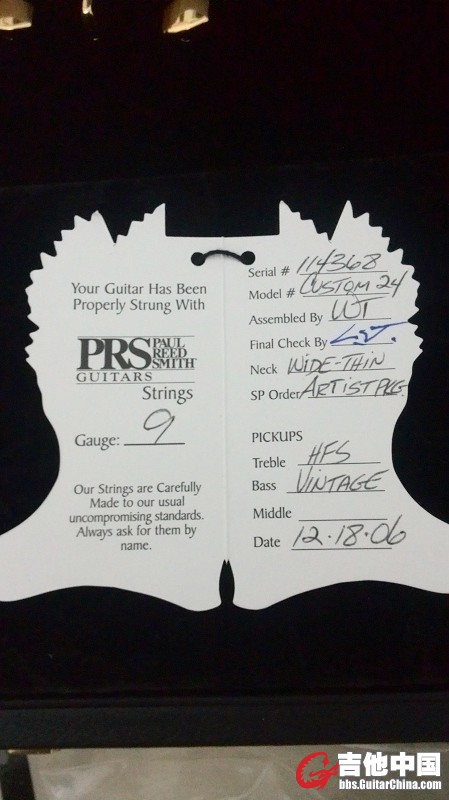 Your Guitar Has Been
Properly Strung With
PRS PAUL
REED
SMITH
GUITARS
Strings
Gauge: 9
Our Strings are Carefully
Made to our usual
uncompromising standards.
Always ask for them by
name.
Serial # 114368
Model # CUSTOM 24
Assembled By WT
Final Check By
Neck WIDE-THIN
SP Order ARTIST PKG.
PICKUPS
Treble HFS
Bass VINTAGE
Middle
Date 12.18.06
吉他中国
bbs.GuitarChina.com